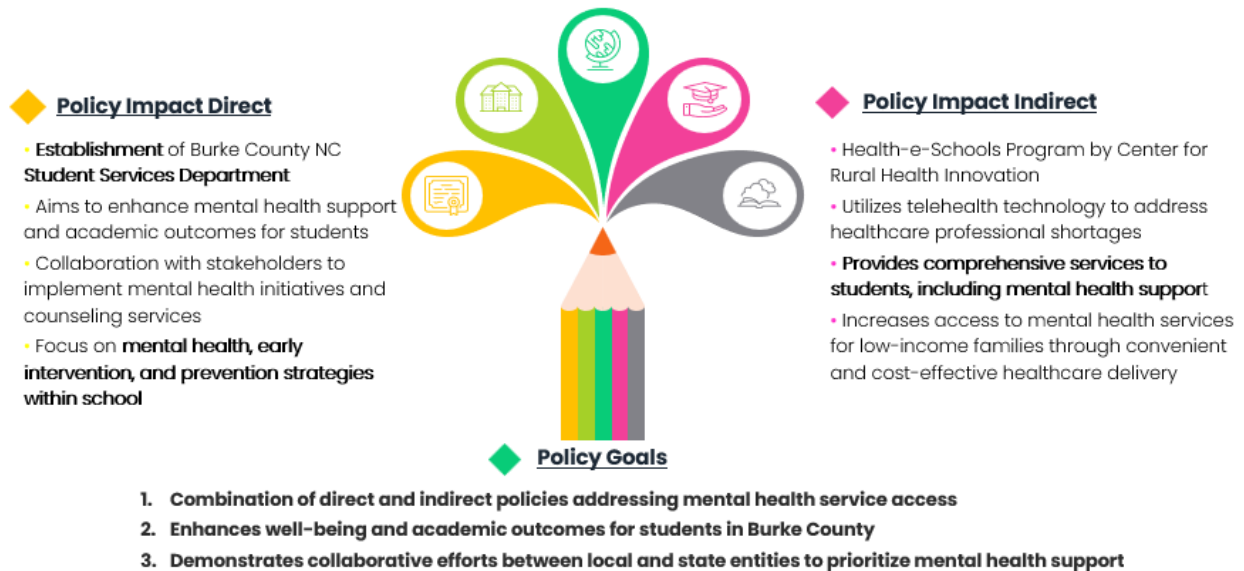 Policy Impact Direct
• Establishment of Burke County NC
Student Services Department
• Aims to enhance mental health support
and academic outcomes for students
• Collaboration with stakeholders to
implement mental health initiatives and
counseling services
• Focus on mental health, early
intervention, and prevention strategies
within school
Policy Impact Indirect
• Health-e-Schools Program by Center for
Rural Health Innovation
• Utilizes telehealth technology to address
healthcare professional shortages
• Provides comprehensive services to
students, including mental health support
• Increases access to mental health services
for low-income families through convenient
and cost-effective healthcare delivery
Policy Goals
1. Combination of direct and indirect policies addressing mental health service access
2. Enhances well-being and academic outcomes for students in Burke County
3. Demonstrates collaborative efforts between local and state entities to prioritize mental health support